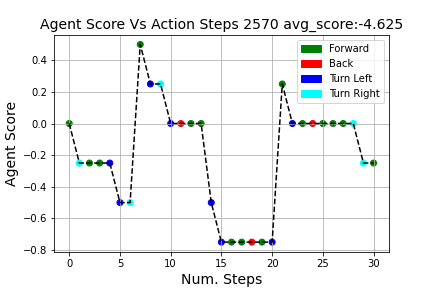 Agent Score Vs Action Steps 2570 avg_score:-4.625
Forward
Back
Turn Left
Turn Right
Agent Score
0.4
0.2
0.0
−0.2
−0.4
−0.6
−0.8
0 5 10 15 20 25 30
Num. Steps